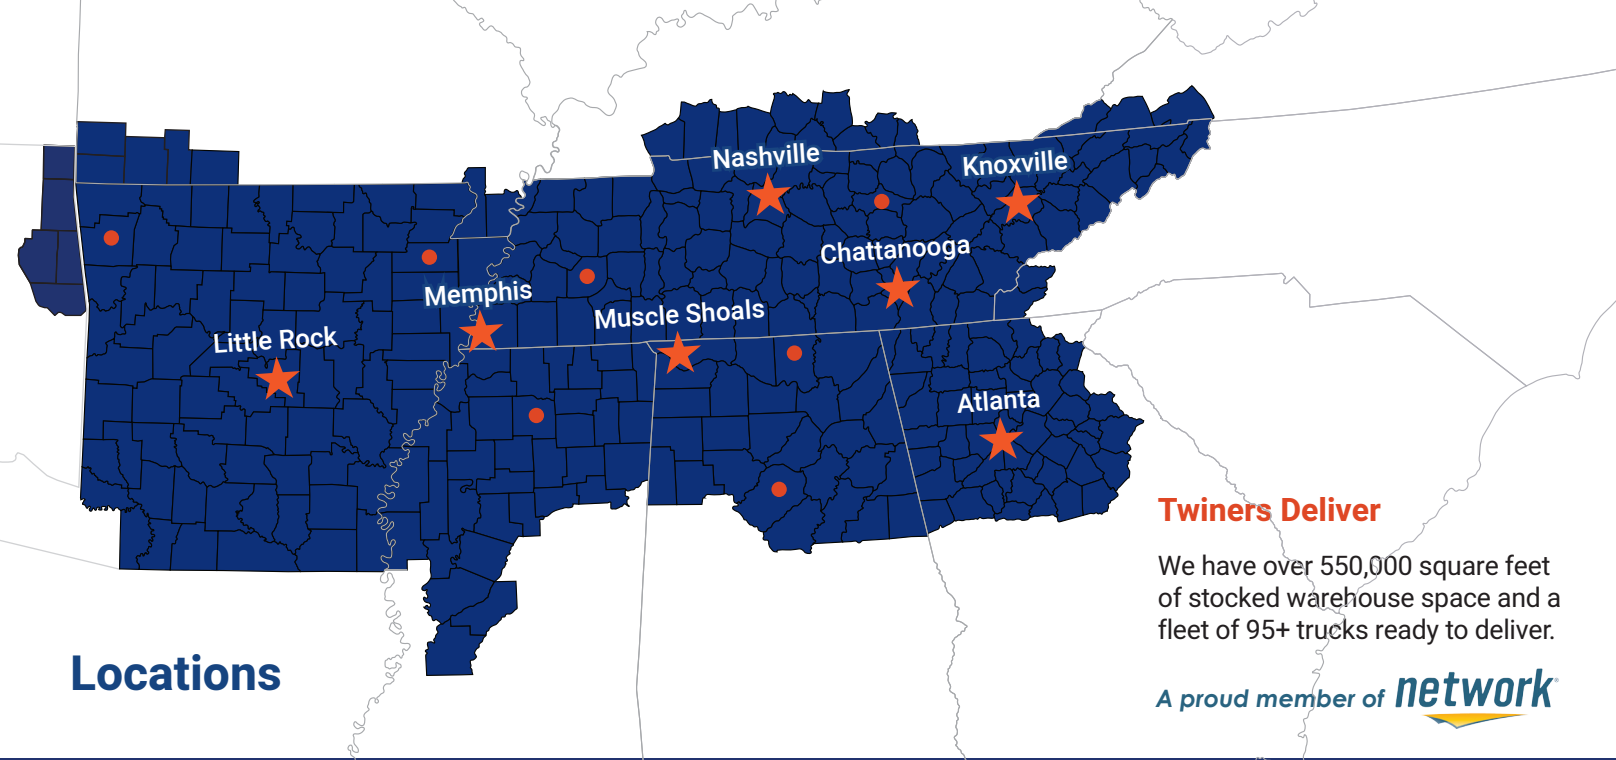 Nashville
Knoxville
Chattanooga
Memphis
Muscle Shoals
Little Rock
Atlanta
Twiners Deliver
We have over 550,000 square feet
of stocked warehouse space and a
fleet of 95+ trucks ready to deliver.
Locations
A proud member of network®